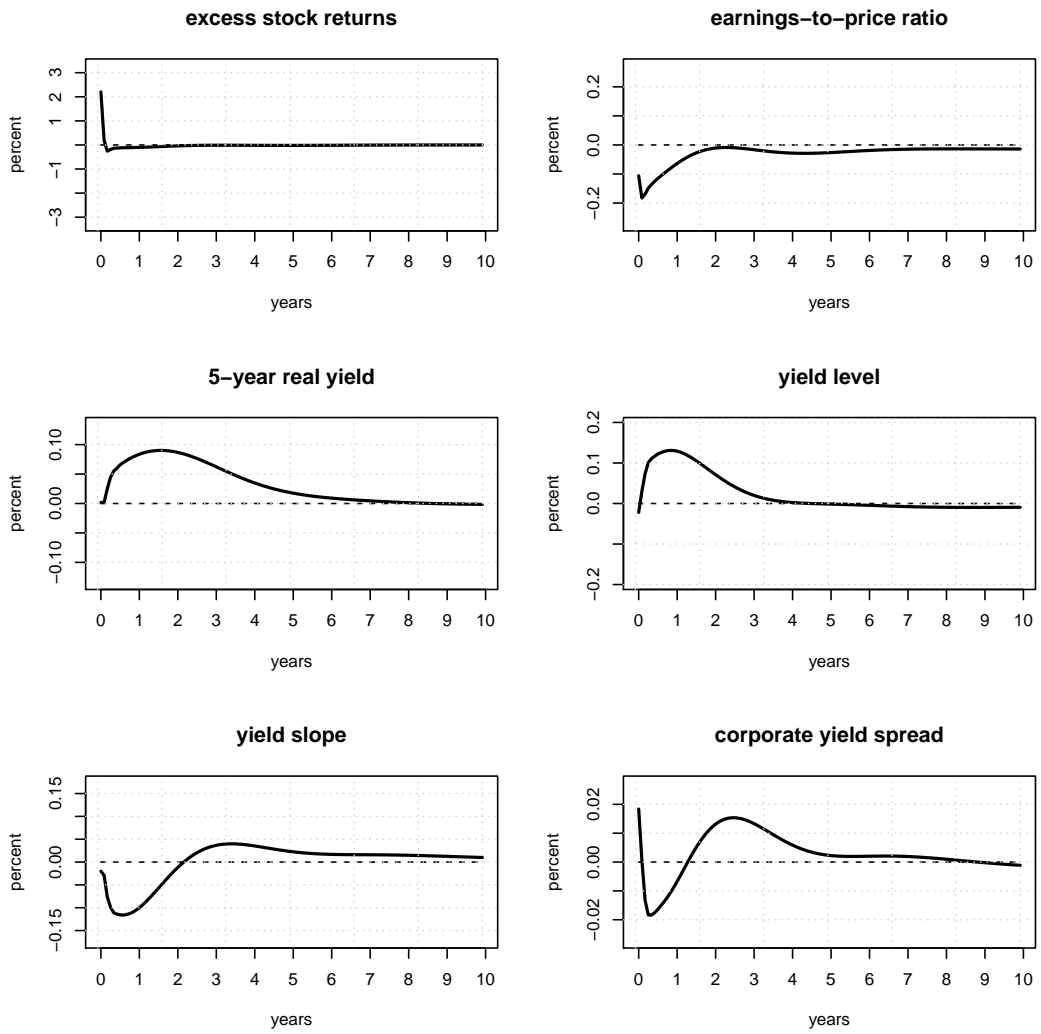 excess stock returns
percent
3
2
1
−1
−3
0 1 2 3 4 5 6 7 8 9 10
years
earnings−to−price ratio
percent
0.2
0.0
−0.2
0 1 2 3 4 5 6 7 8 9 10
years
5−year real yield
percent
0.10
0.00
−0.10
0 1 2 3 4 5 6 7 8 9 10
years
yield level
percent
0.2
0.1
0.0
−0.2
0 1 2 3 4 5 6 7 8 9 10
years
yield slope
percent
0.15
0.00
−0.15
0 1 2 3 4 5 6 7 8 9 10
years
corporate yield spread
percent
0.02
0.00
−0.02
0 1 2 3 4 5 6 7 8 9 10
years